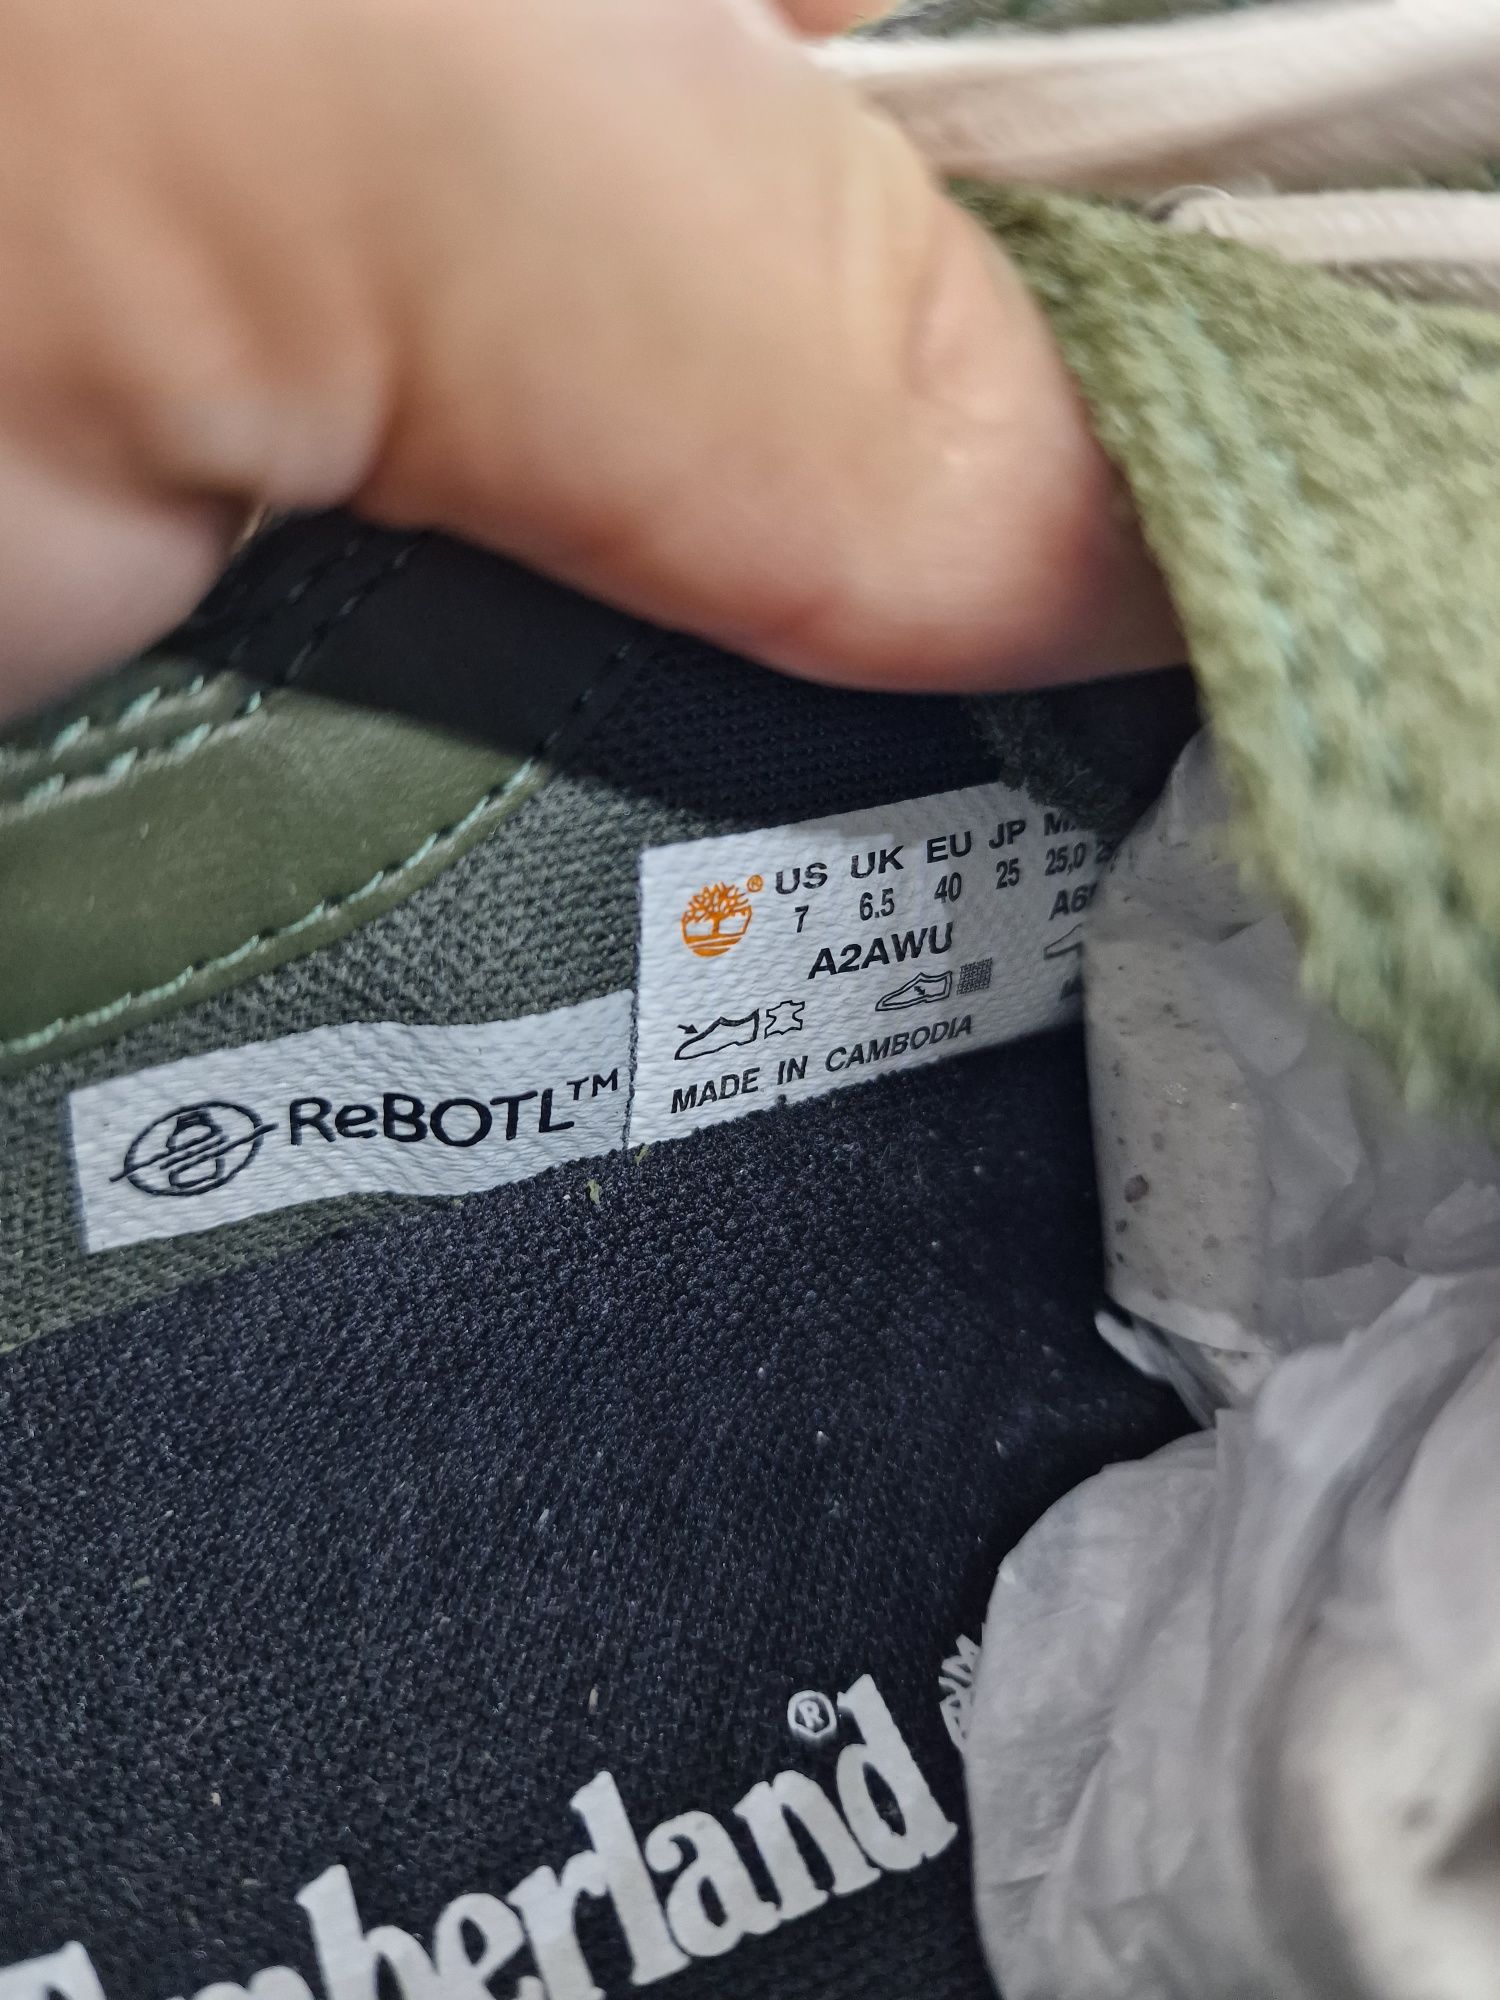 ® US UK EU JP
7 6.5 40 25 25,0
A2AWU
MADE IN CAMBODIA
ReBOTL™
Timberland®